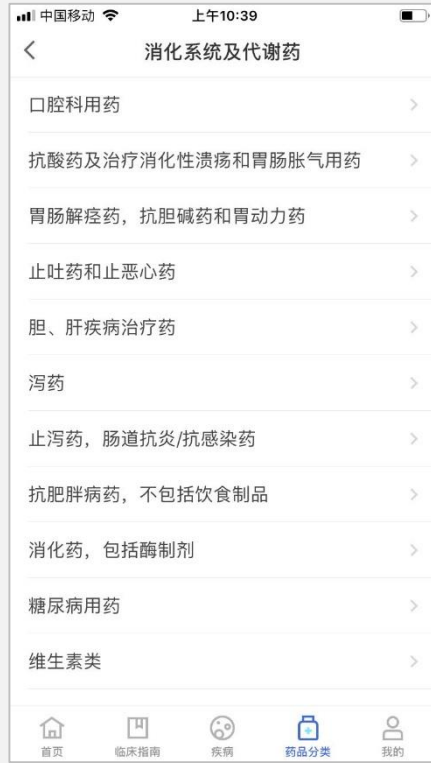 中国移动 上午10:39
消化系统及代谢药
口腔科用药
抗酸药及治疗消化性溃疡和胃肠胀气用药
胃肠解痉药，抗胆碱药和胃动力药
止吐药和止恶心药
胆、肝疾病治疗药
泻药
止泻药，肠道抗炎/抗感染药
抗肥胖病药，不包括饮食制品
消化药，包括酶制剂
糖尿病用药
维生素类
首页 临床指南 疾病 药品分类 我的